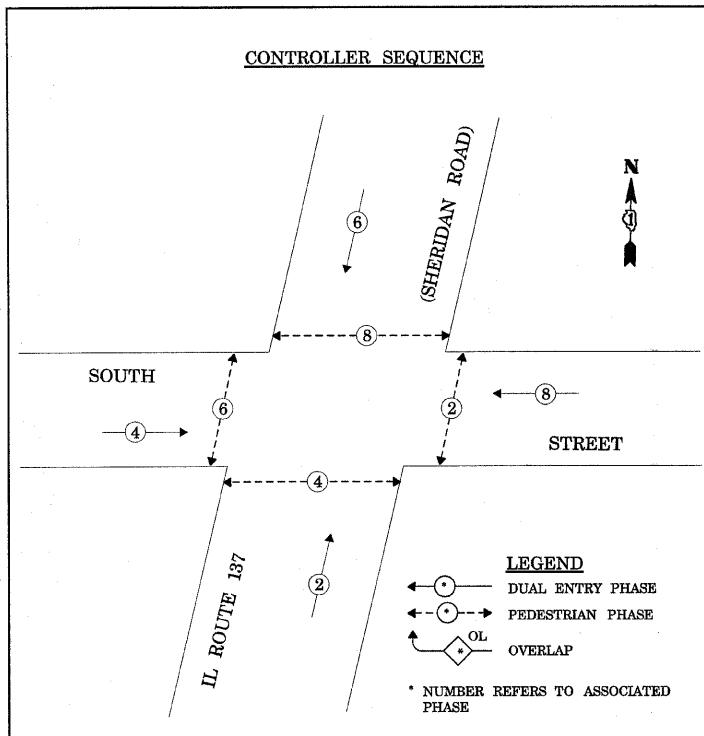 CONTROLLER SEQUENCE
(SHERIDAN ROAD)
N
1
6
8
SOUTH
6
2
8
4
STREET
4
2
IL ROUTE 137
LEGEND
* DUAL ENTRY PHASE
* PEDESTRIAN PHASE
OL
* OVERLAP
* NUMBER REFERS TO ASSOCIATED
PHASE